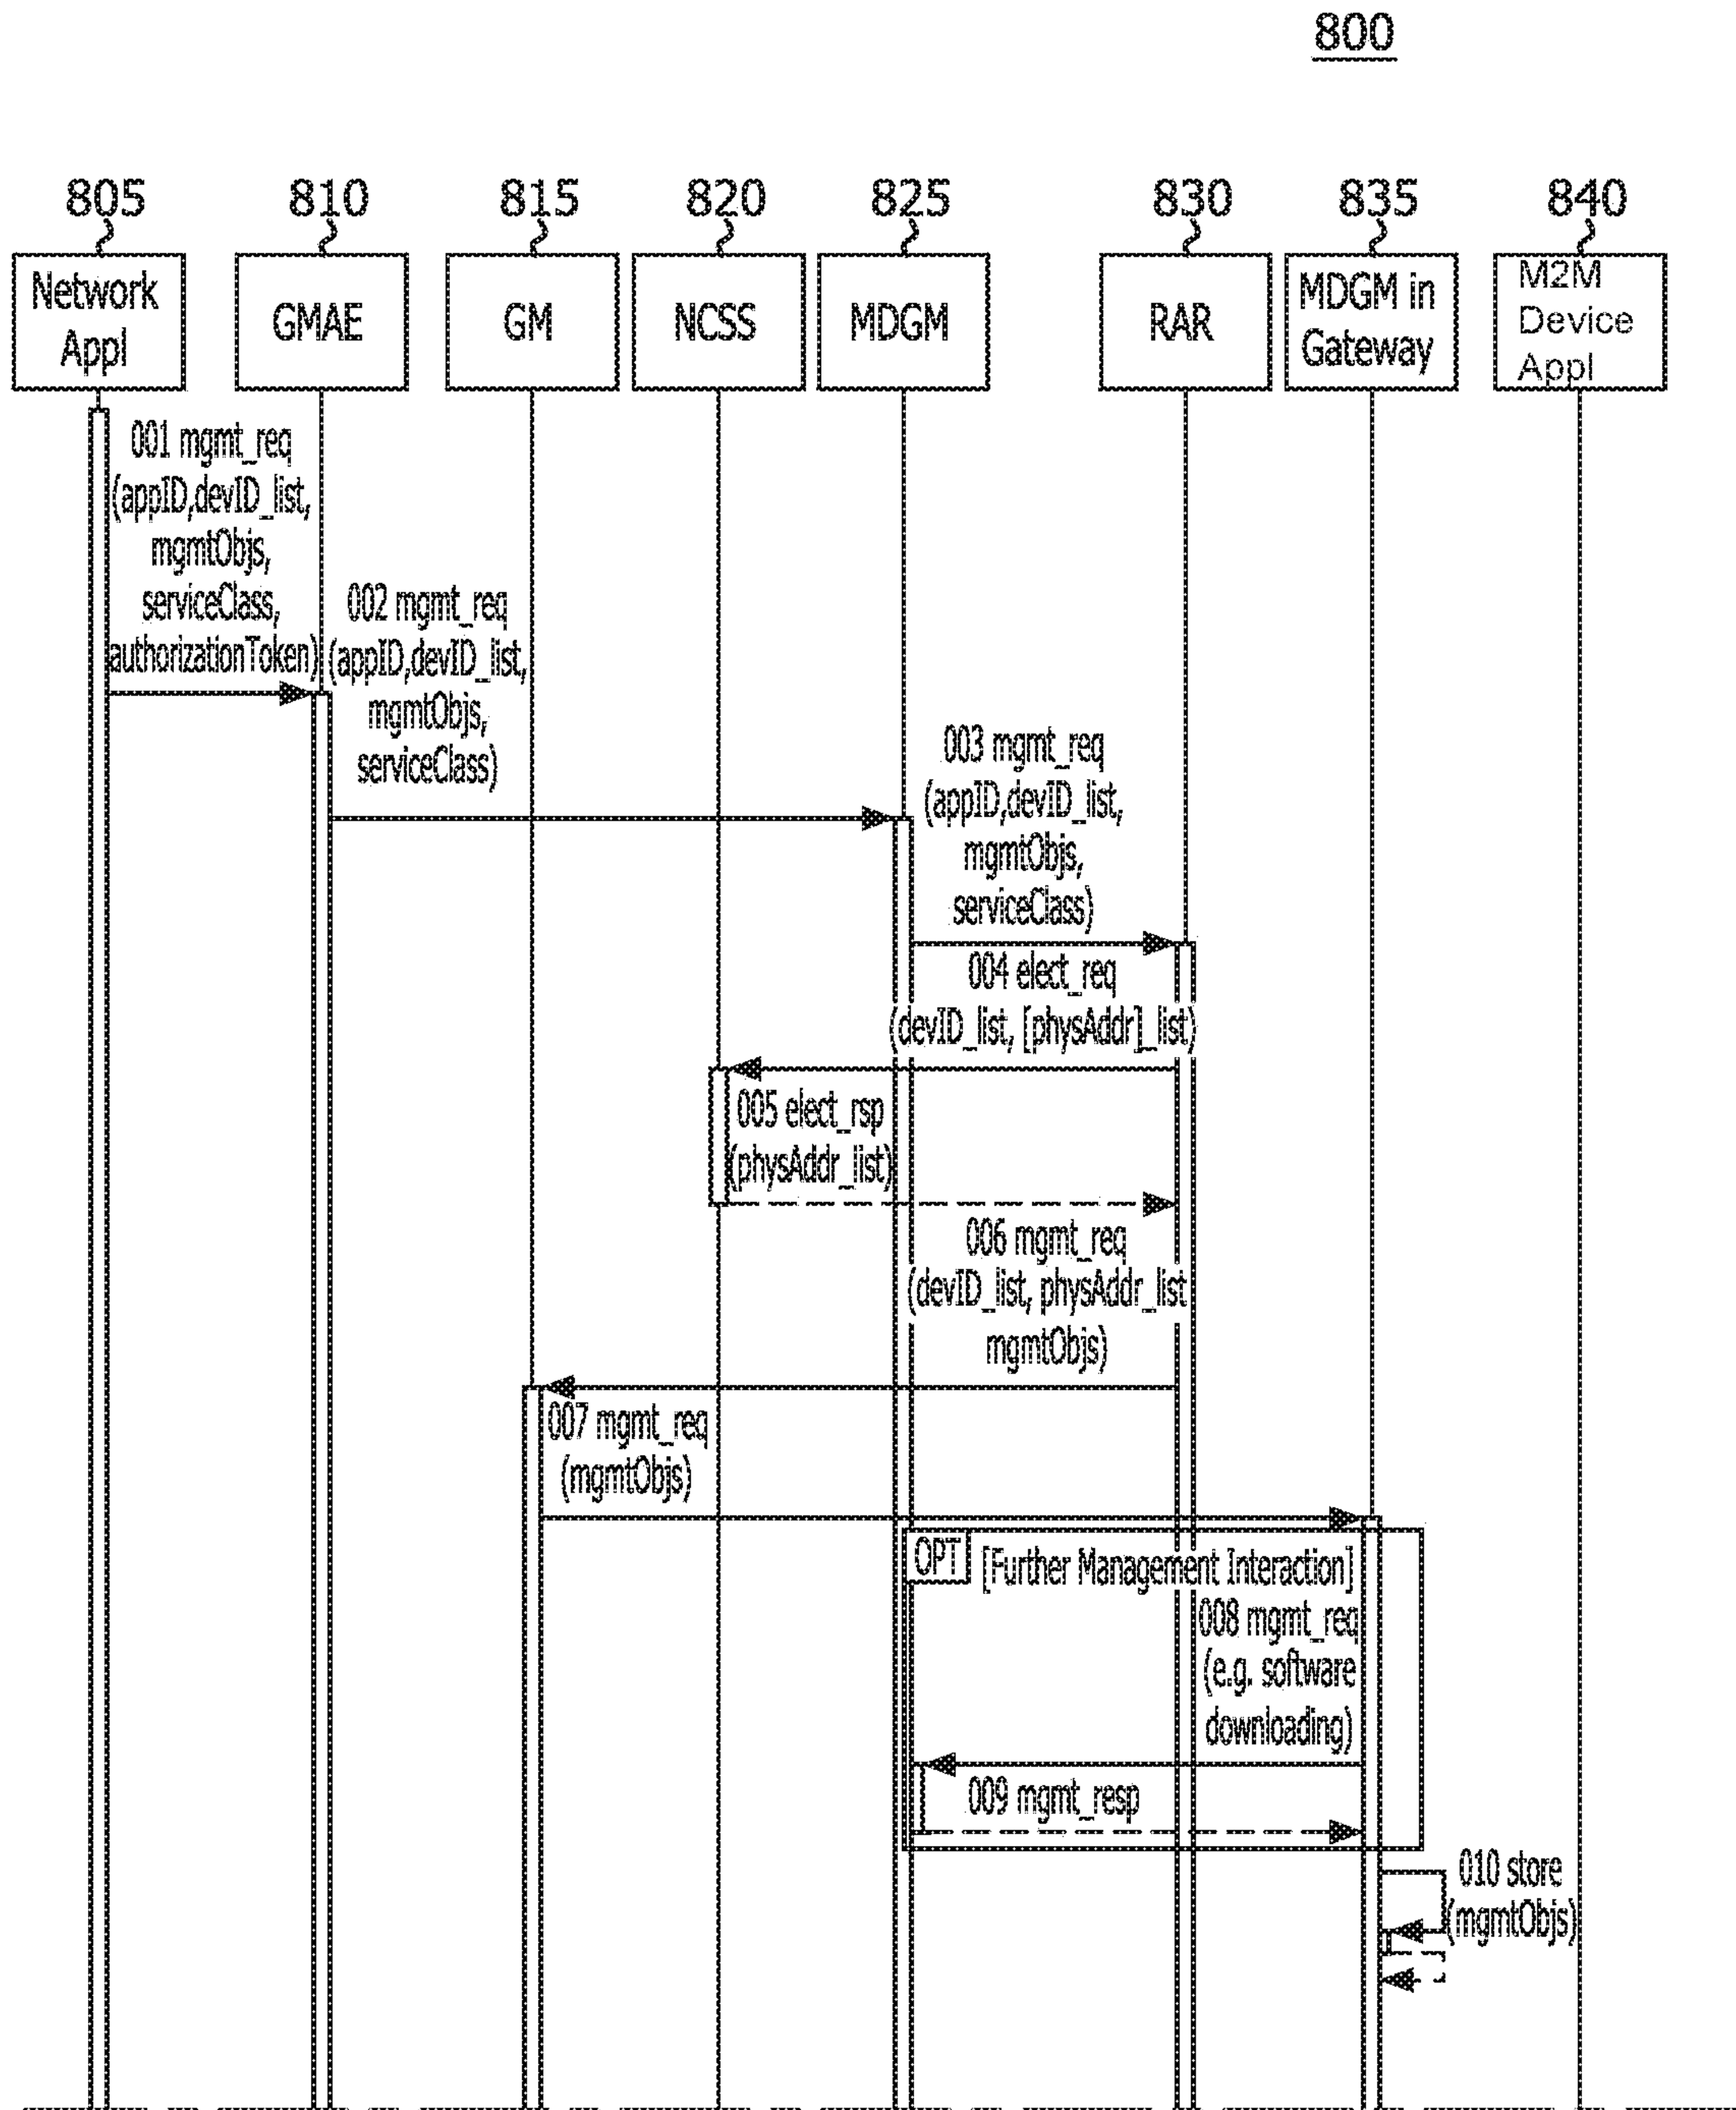 800
805
810
815
820
825
830
835
840
Network
Appl
GMAE
GM
NCSS
MDGM
RAR
MDGM in
Gateway
M2M
Device
Appl
001 mgmt_req
(appID,devID_list,
mgmtObjs,
serviceClass,
authorizationToken)
002 mgmt_req
(appID,devID_list,
mgmtObjs,
serviceClass)
003 mgmt_req
(appID,devID_list,
mgmtObjs,
serviceClass)
004 elect_req
(devID_list, [physAddr]_list)
005 elect_rsp
(physAddr_list)
006 mgmt_req
(devID_list, physAddr_list
mgmtObjs)
007 mgmt_req
(mgmtObjs)
OPT
[Further Management Interaction]
008 mgmt_req
(e.g. software
downloading)
009 mgmt_resp
010 store
(mgmtObjs)